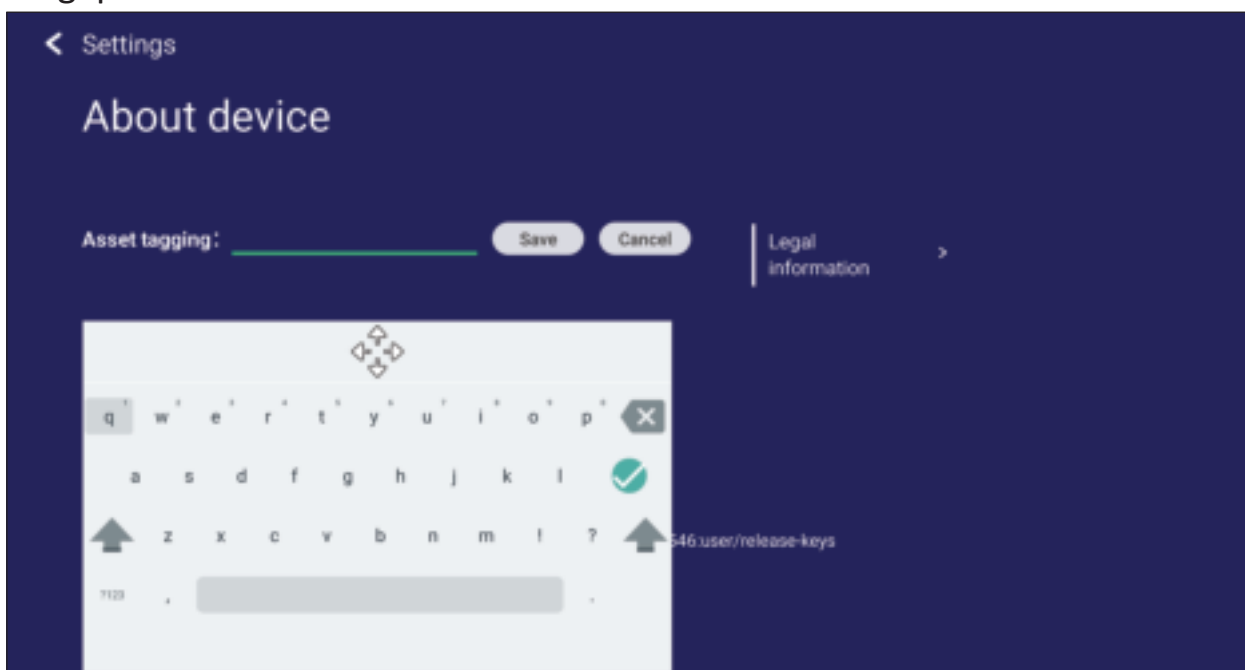 Settings
About device
Asset tagging:
Save Cancel
Legal
information
q w e r t y u i o p
a s d f g h j k l
z x c v b n m ! ?
546:user/release-keys
?123 , .